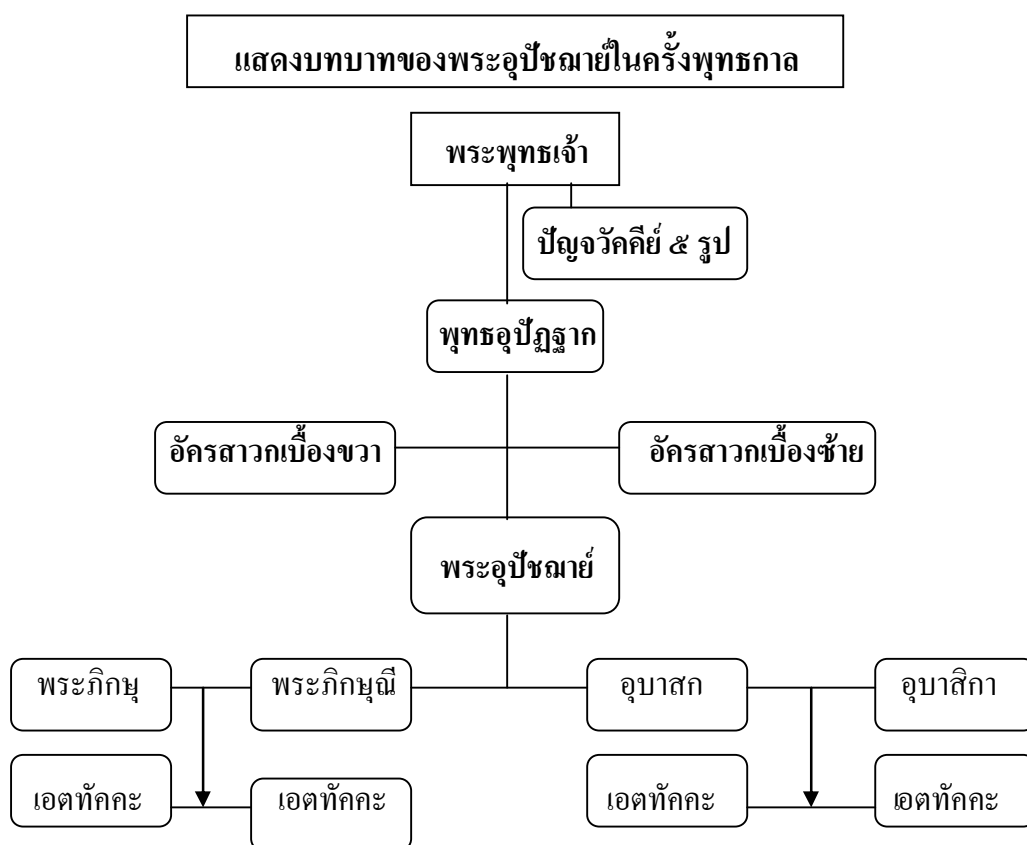 แสดงบทบาทของพระอุปัชฌาย์ในครั้งพุทธกาล
พระพุทธเจ้า
ปัญจวัคคีย์ ๕ รูป
พุทธอุปัฏฐาก
อัครสาวกเบื้องขวา
อัครสาวกเบื้องซ้าย
พระอุปัชฌาย์
พระภิกษุ
พระภิกษุณี
อุบาสก
อุบาสิกา
เอตทัคคะ
เอตทัคคะ
เอตทัคคะ
เอตทัคคะ